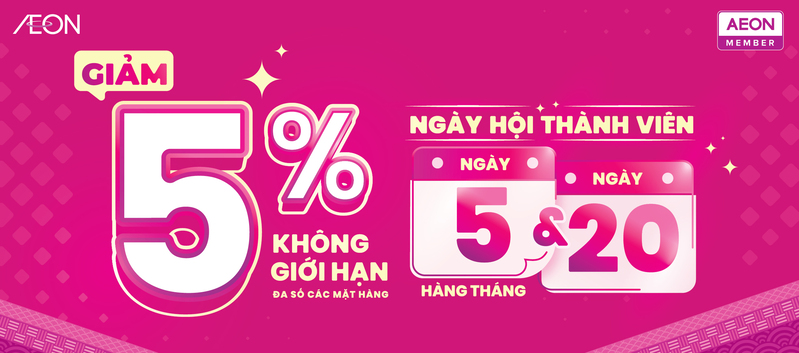 ÆON
AEON
MEMBER
GIẢM
5%
KHÔNG
GIỚI HẠN
ĐA SỐ CÁC MẶT HÀNG
NGÀY HỘI THÀNH VIÊN
NGÀY
5
&
NGÀY
20
HÀNG THÁNG